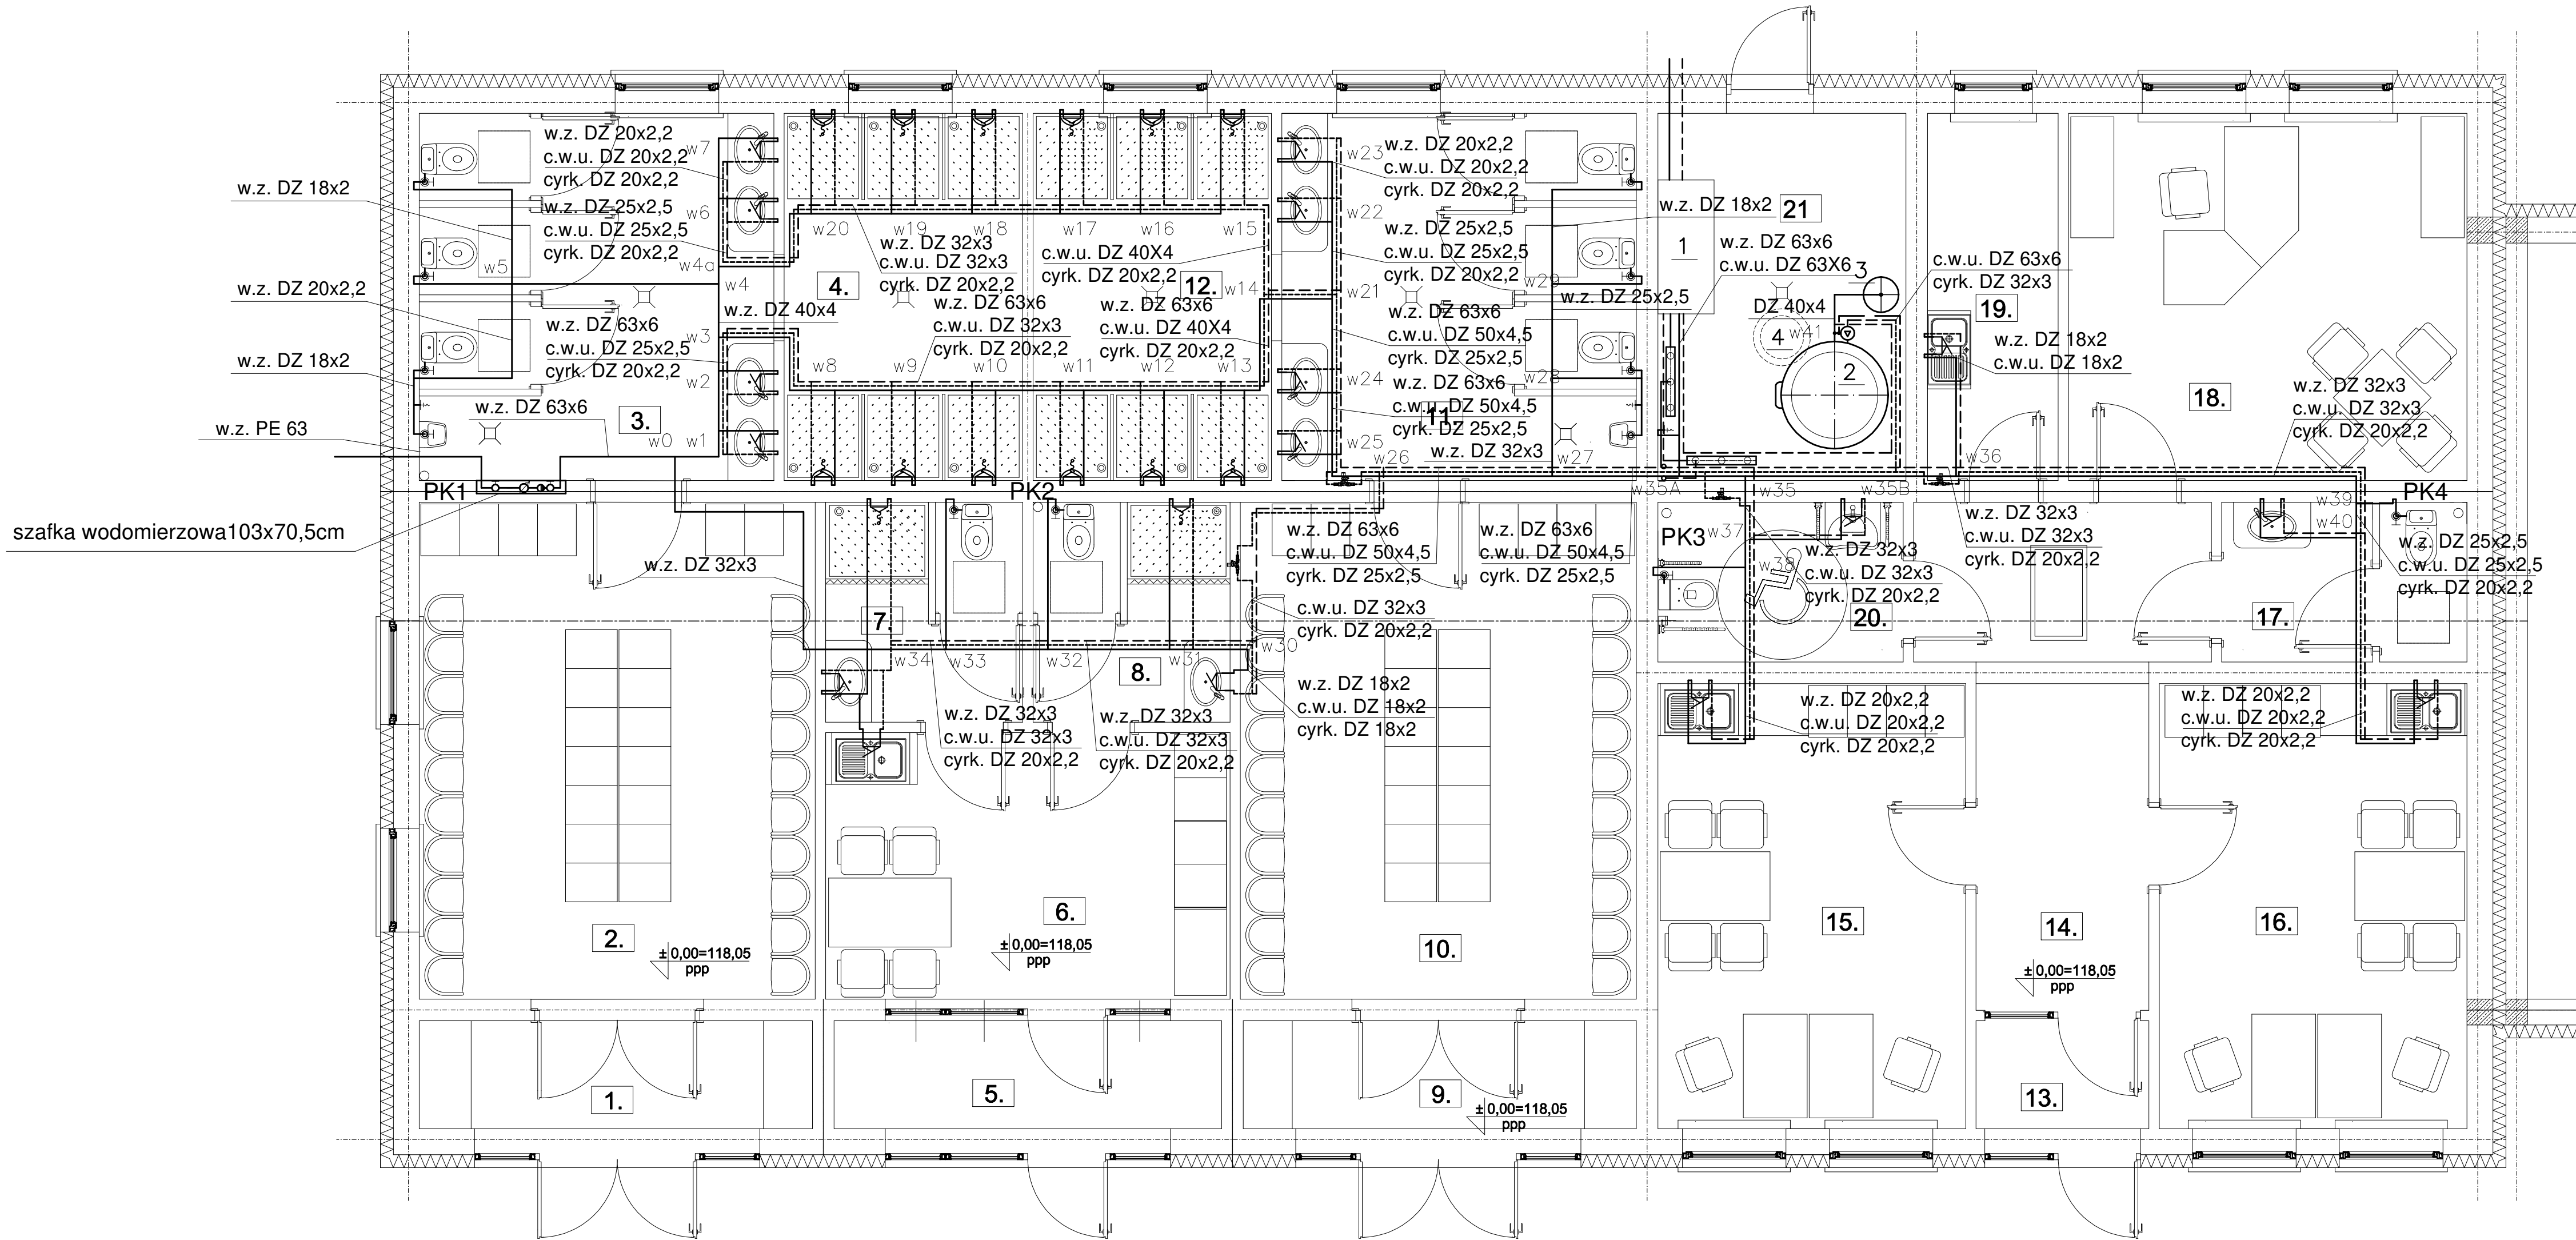 w.z. DZ 18x2
w.z. DZ 20x2,2
w.z. DZ 18x2
w.z. PE 63
szafka wodomierzowa103x70,5cm
w.z. DZ 20x2,2
c.w.u. DZ 20x2,2
cyrk. DZ 20x2,2
w.z. DZ 25x2,5
c.w.u. DZ 25x2,5
cyrk. DZ 20x2,2
w7
w6
w5
w4a
w4
w.z. DZ 40x4
w3
w.z. DZ 63x6
c.w.u. DZ 25x2,5
cyrk. DZ 20x2,2
w2
w.z. DZ 63x6
3.
w0
w1
PK1
w20
w19
w18
w17
w16
w15
w.z. DZ 32x3
c.w.u. DZ 32x3
cyrk. DZ 20x2,2
4.
w.z. DZ 63x6
c.w.u. DZ 32x3
cyrk. DZ 20x2,2
c.w.u. DZ 40X4
cyrk. DZ 20x2,2
12.
w14
w.z. DZ 63x6
c.w.u. DZ 40X4
cyrk. DZ 20x2,2
w8
w9
w10
w11
w12
w13
PK2
w23
w.z. DZ 20x2,2
c.w.u. DZ 20x2,2
cyrk. DZ 20x2,2
w22
w.z. DZ 25x2,5
c.w.u. DZ 25x2,5
cyrk. DZ 20x2,2
w21
w.z. DZ 63x6
c.w.u. DZ 50x4,5
cyrk. DZ 25x2,5
w24
w.z. DZ 63x6
c.w.u. DZ 50x4,5
cyrk. DZ 25x2,5
11.
w25
w26
w.z. DZ 32x3
w27
w28
w29
w.z. DZ 25x2,5
w.z. DZ 18x2
21
1
w.z. DZ 63x6
c.w.u. DZ 63X6
3
DZ 40x4
w41
4
2
c.w.u. DZ 63x6
cyrk. DZ 32x3
19.
w.z. DZ 18x2
c.w.u. DZ 18x2
18.
w.z. DZ 32x3
c.w.u. DZ 32x3
cyrk. DZ 20x2,2
w36
w35A
w35
w35B
w39
w40
PK4
PK3
w37
w38
w.z. DZ 32x3
c.w.u. DZ 32x3
cyrk. DZ 20x2,2
w.z. DZ 32x3
c.w.u. DZ 32x3
cyrk. DZ 20x2,2
20.
17.
w.z. DZ 25x2,5
c.w.u. DZ 25x2,5
cyrk. DZ 20x2,2
w.z. DZ 32x3
7.
w34
w33
w32
w31
w30
8.
w.z. DZ 63x6
c.w.u. DZ 50x4,5
cyrk. DZ 25x2,5
w.z. DZ 63x6
c.w.u. DZ 50x4,5
cyrk. DZ 25x2,5
c.w.u. DZ 32x3
cyrk. DZ 20x2,2
w.z. DZ 18x2
c.w.u. DZ 18x2
cyrk. DZ 18x2
w.z. DZ 32x3
c.w.u. DZ 32x3
cyrk. DZ 20x2,2
w.z. DZ 32x3
c.w.u. DZ 32x3
cyrk. DZ 20x2,2
w.z. DZ 20x2,2
c.w.u. DZ 20x2,2
cyrk. DZ 20x2,2
w.z. DZ 20x2,2
c.w.u. DZ 20x2,2
cyrk. DZ 20x2,2
2.
± 0,00=118,05
ppp
6.
± 0,00=118,05
ppp
10.
15.
14.
± 0,00=118,05
ppp
16.
1.
5.
9.
± 0,00=118,05
ppp
13.